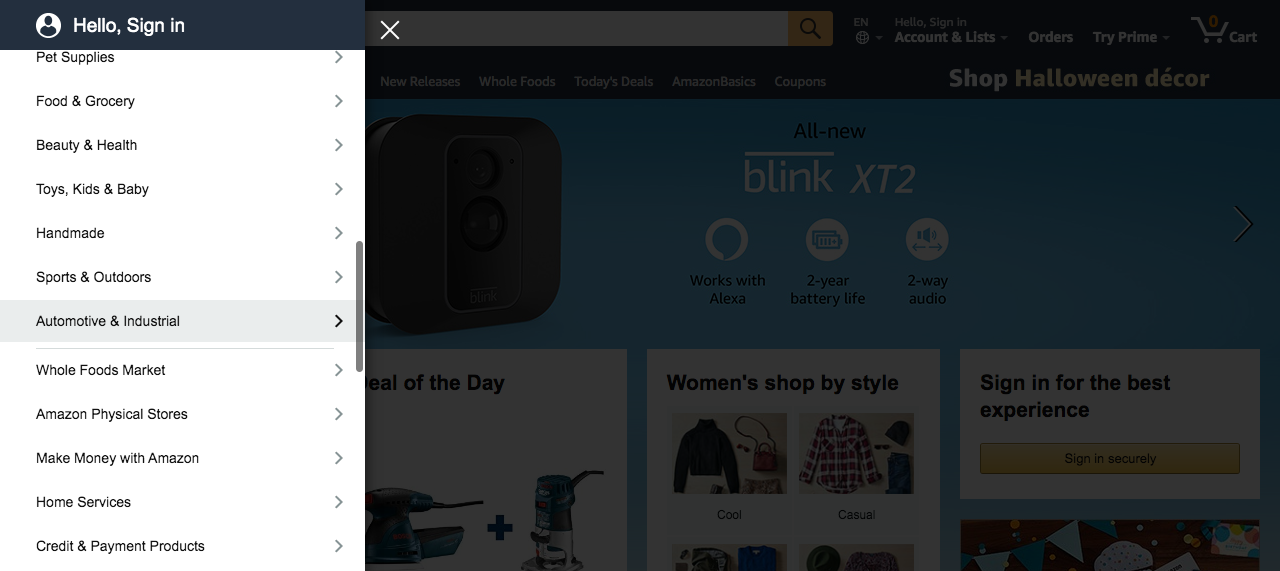 Hello, Sign in
Pet Supplies
Food & Grocery
Beauty & Health
Toys, Kids & Baby
Handmade
Sports & Outdoors
Automotive & Industrial
Whole Foods Market
Amazon Physical Stores
Make Money with Amazon
Home Services
Credit & Payment Products
EN
Hello, Sign in
Account & Lists
Orders
Try Prime
0
Cart
New Releases
Whole Foods
Today's Deals
AmazonBasics
Coupons
Shop Halloween décor
All-new
blink XT2
Works with
Alexa
2-year
battery life
2-way
audio
blink
Deal of the Day
Women's shop by style
Cool
Casual
Sign in for the best
experience
Sign in securely